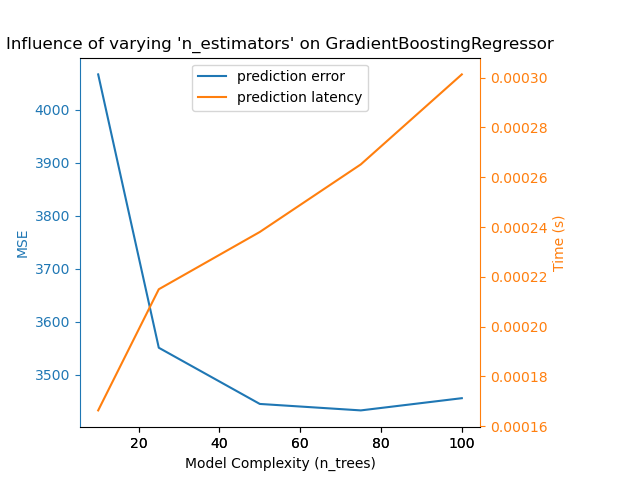 Influence of varying 'n_estimators' on GradientBoostingRegressor
prediction error
prediction latency
MSE
4000
3900
3800
3700
3600
3500
0.00030
0.00028
0.00026
0.00024
0.00022
0.00020
0.00018
0.00016
Time (s)
20 40 60 80 100
Model Complexity (n_trees)